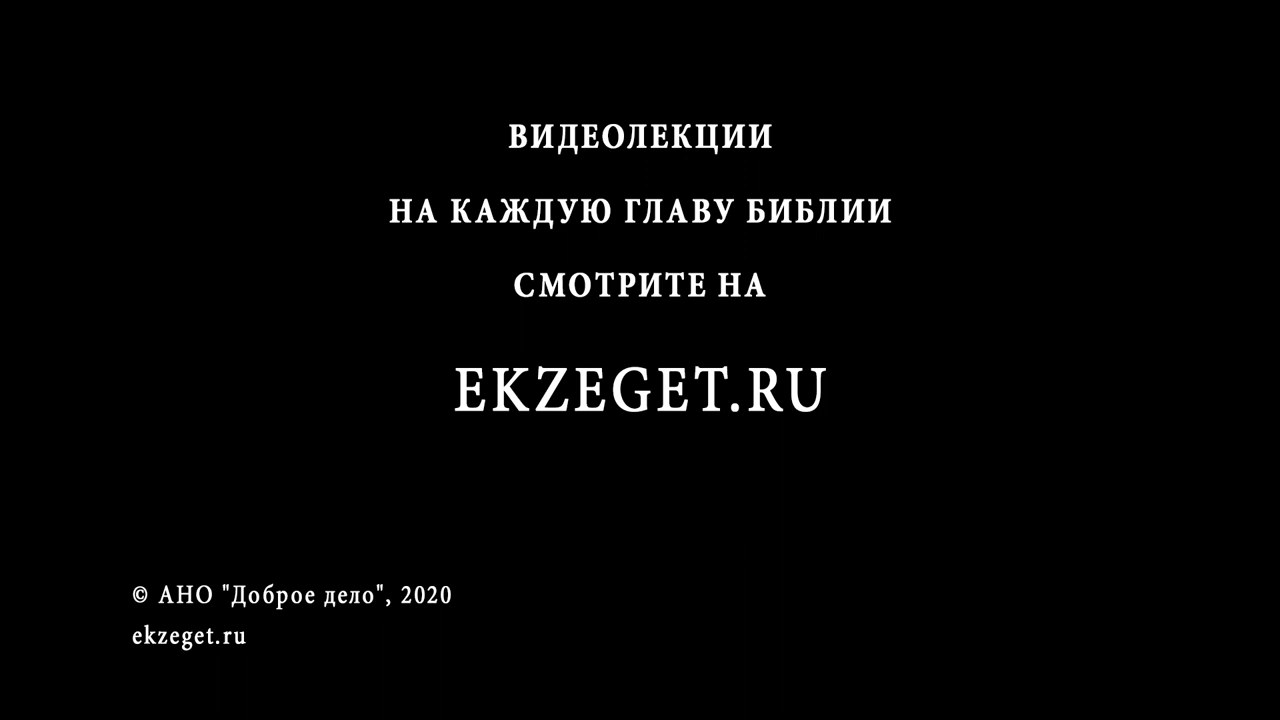 ВИДЕОЛЕКЦИИ
НА КАЖДУЮ ГЛАВУ БИБЛИИ
СМОТРИТЕ НА
EKZEGET.RU
© АНО "Доброе дело", 2020
ekzeget.ru